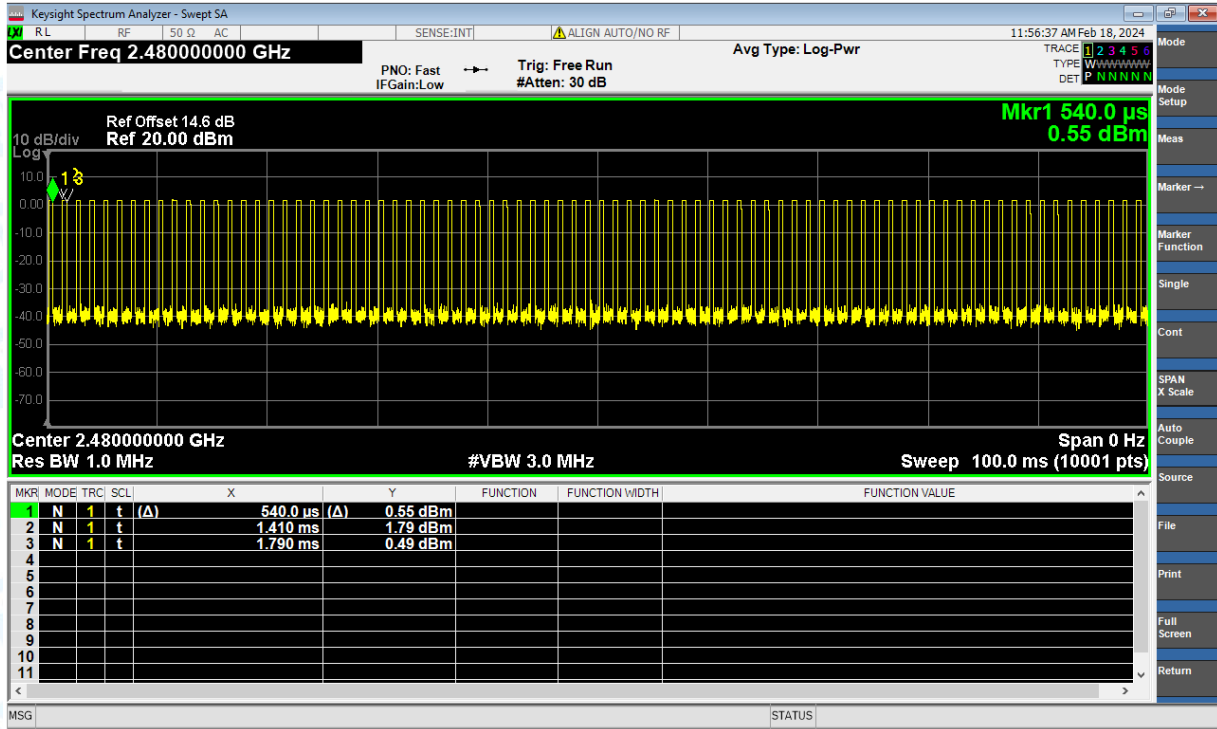 Keysight Spectrum Analyzer - Swept SA
LXI RL RF 50 Ω AC SENSE:INT ALIGN AUTO/NO RF 11:56:37 AM Feb 18, 2024
Center Freq 2.480000000 GHz
Avg Type: Log-Pwr
TRACE 1 2 3 4 5 6
TYPE WWWWWWW
DET P N N N N N
PNO: Fast
IFGain:Low
Trig: Free Run
#Atten: 30 dB
Mkr1 540.0 µs
0.55 dBm
Ref Offset 14.6 dB
10 dB/div Ref 20.00 dBm
Log
10.0
0.00
-10.0
-20.0
-30.0
-40.0
-50.0
-60.0
-70.0
1 3
Center 2.480000000 GHz Span 0 Hz
Res BW 1.0 MHz #VBW 3.0 MHz Sweep 100.0 ms (10001 pts)
MKR MODE TRC SCL X Y FUNCTION FUNCTION WIDTH FUNCTION VALUE
1 N 1 t (Δ) 540.0 µs (Δ) 0.55 dBm
2 N 1 t 1.410 ms 1.79 dBm
3 N 1 t 1.790 ms 0.49 dBm
4
5
6
7
8
9
10
11
MSG STATUS
Mode
Mode
Setup
Meas
Marker →
Marker
Function
Single
Cont
SPAN
X Scale
Auto
Couple
Source
File
Print
Full
Screen
Return